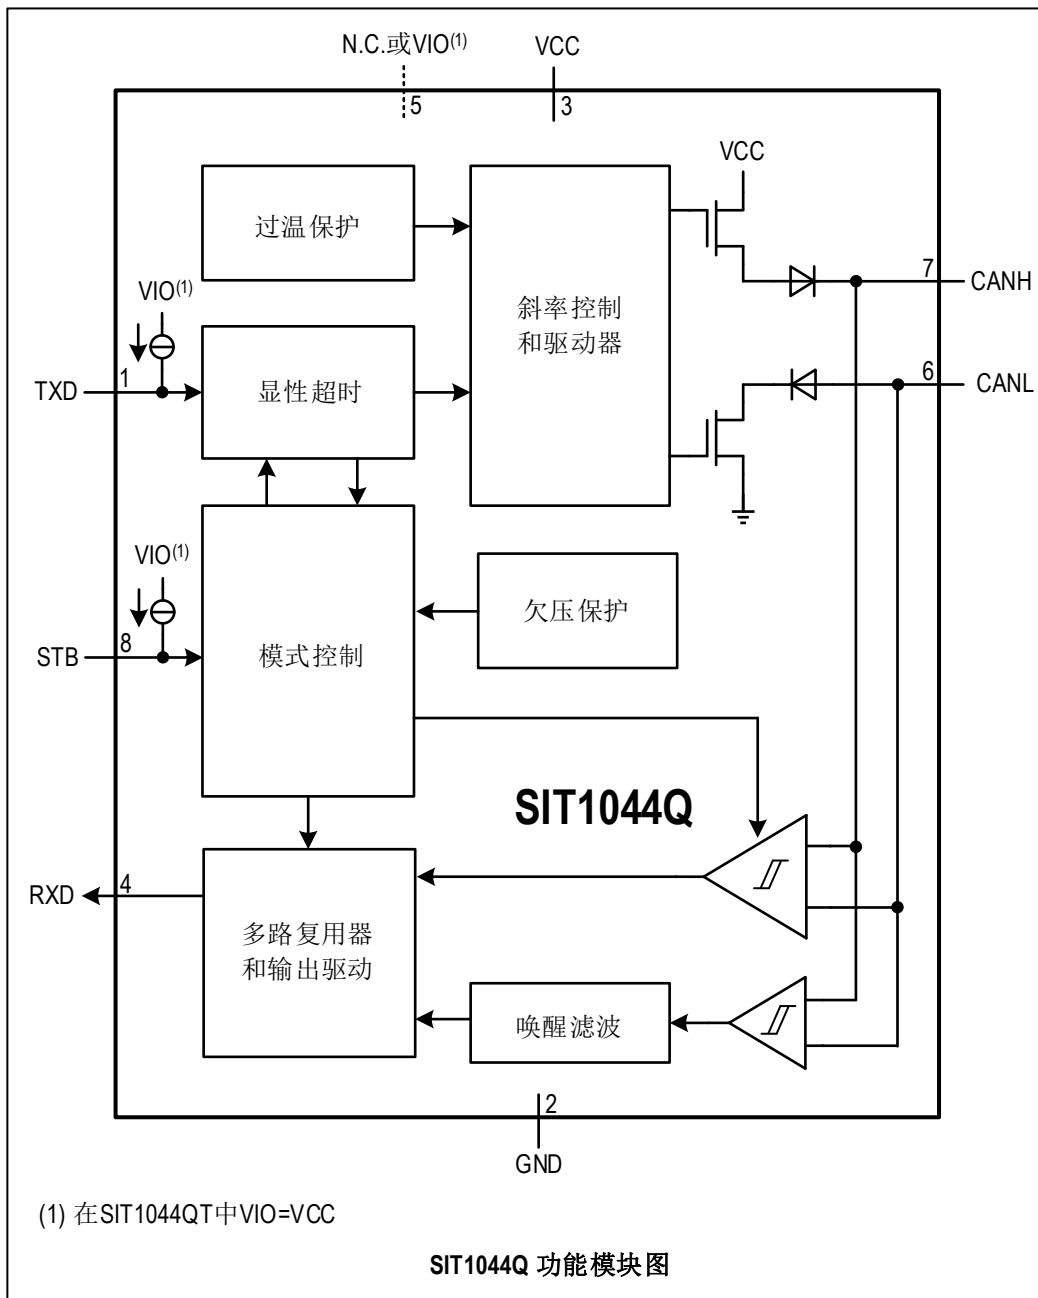 N.C.或VIO(1)
VCC
5
3
VCC
过温保护
7
CANH
VIO(1)
斜率控制
和驱动器
1
TXD
显性超时
6
CANL
VIO(1)
欠压保护
8
STB
模式控制
SIT1044Q
RXD
4
多路复用器
和输出驱动
唤醒滤波
2
GND
(1) 在SIT1044QT中VIO=VCC
SIT1044Q 功能模块图